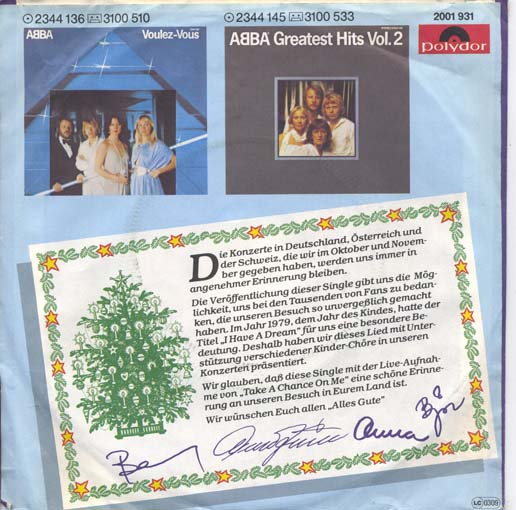 2344 136 3100 510
2344 145 3100 533
2001 931
ABBA Voulez-Vous
ABBA Greatest Hits Vol. 2
Polydor
Die Konzerte in Deutschland, Österreich und
der Schweiz, die wir im Oktober und Novem-
ber gegeben haben, werden uns immer in
angenehmer Erinnerung bleiben.
Die Veröffentlichung dieser Single gibt uns die Mög-
lichkeit, uns bei den Tausenden von Fans zu bedan-
ken, die unseren Besuch so unvergeßlich gemacht
haben. Im Jahr 1979, dem Jahr des Kindes, hatte der
Titel „I Have A Dream" für uns eine besondere Be-
deutung. Deshalb haben wir dieses Lied mit Unter-
stützung verschiedener Kinder-Chöre in unseren
Konzerten präsentiert.
Wir glauben, daß diese Single mit der Live-Aufnah-
me von „Take A Chance On Me" eine schöne Erinne-
rung an unseren Besuch in Eurem Land ist.
Wir wünschen Euch allen „Alles Gute"
Anna
LC 0309